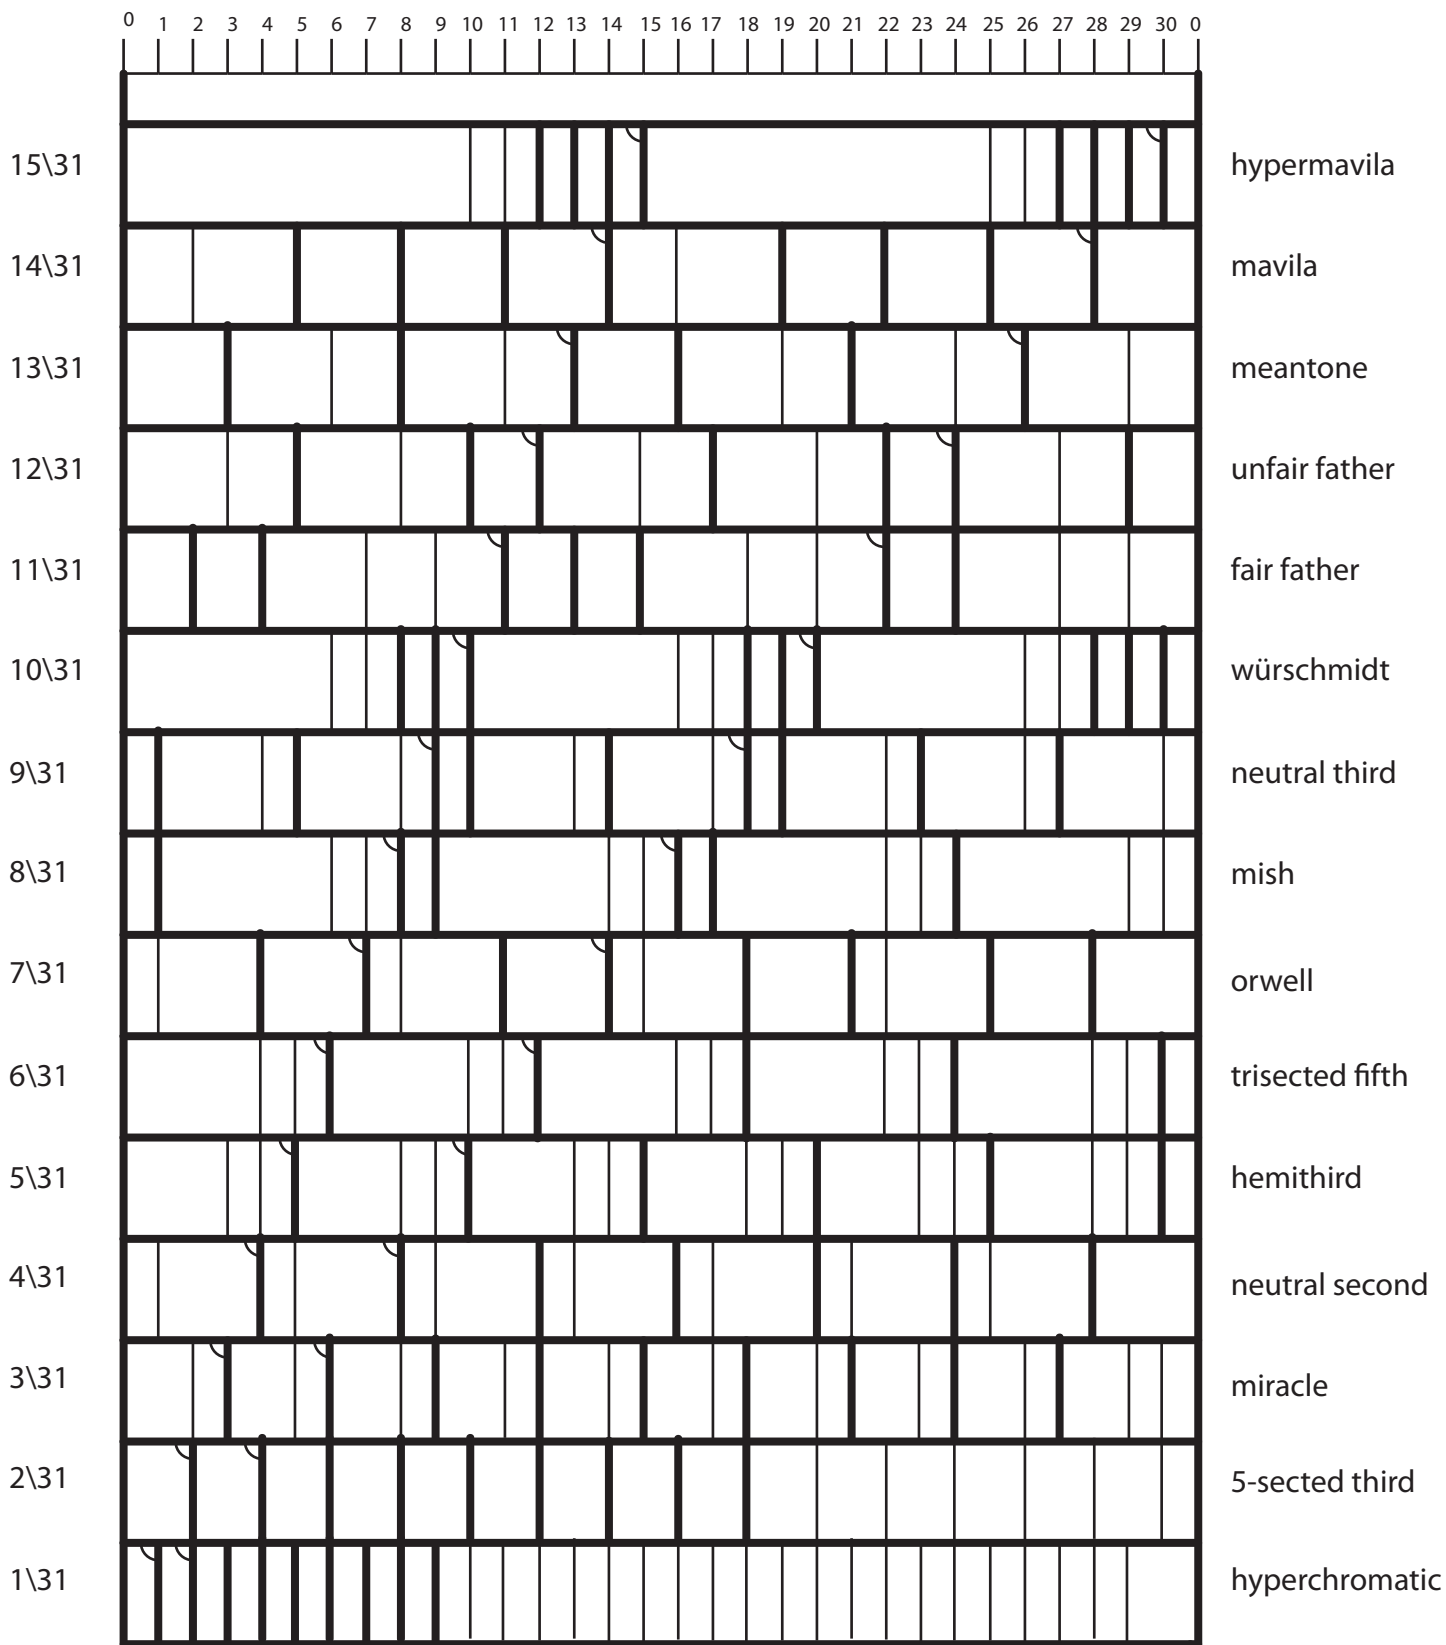 0 1 2 3 4 5 6 7 8 9 10 11 12 13 14 15 16 17 18 19 20 21 22 23 24 25 26 27 28 29 30 0
15\31 hypermavila
14\31 mavila
13\31 meantone
12\31 unfair father
11\31 fair father
10\31 würschmidt
9\31 neutral third
8\31 mish
7\31 orwell
6\31 trisected fifth
5\31 hemithird
4\31 neutral second
3\31 miracle
2\31 5-sected third
1\31 hyperchromatic